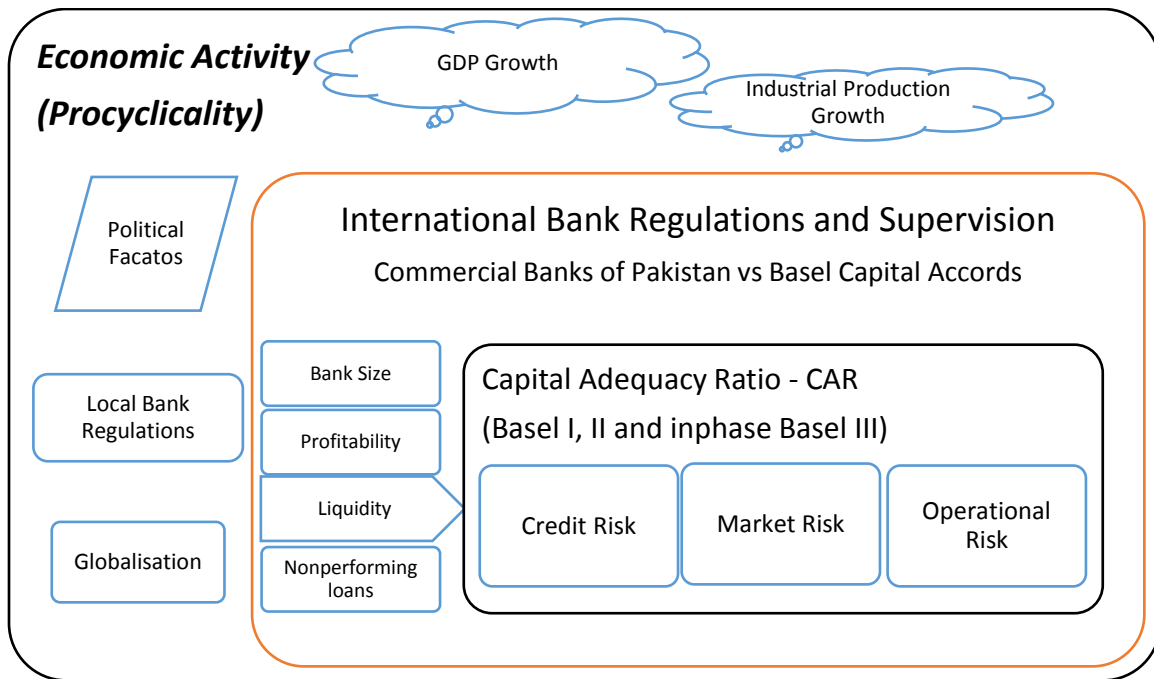 Economic Activity
(Procyclicality)
GDP Growth
Industrial Production
Growth
Political
Facatos
International Bank Regulations and Supervision
Commercial Banks of Pakistan vs Basel Capital Accords
Local Bank
Regulations
Globalisation
Bank Size
Profitability
Liquidity
Nonperforming
loans
Capital Adequacy Ratio - CAR
(Basel I, II and inphase Basel III)
Credit Risk
Market Risk
Operational
Risk